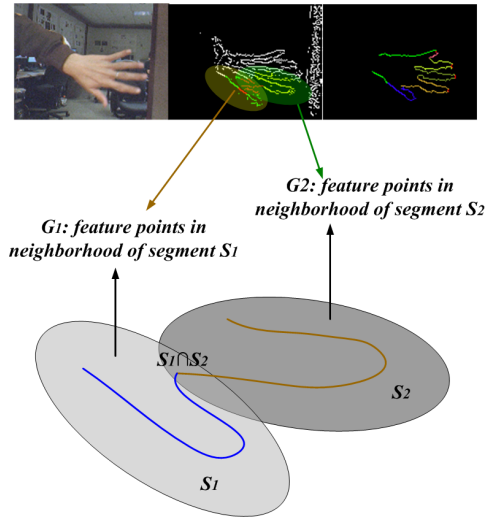 G2: feature points in
neighborhood of segment S2
G1: feature points in
neighborhood of segment S1
S1∩S2
S2
S1